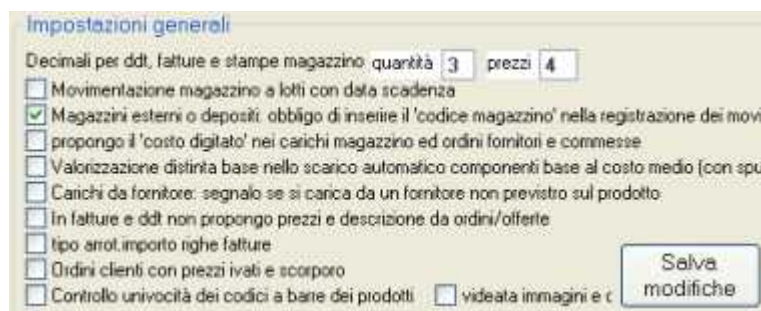 Impostazioni generali
Decimali per ddt, fatture e stampe magazzino quantità 3 prezzi 4
Movimentazione magazzino a lotti con data scadenza
Magazzini esterni o depositi: obbligo di inserire il 'codice magazzino' nella registrazione dei movi
propongo il 'costo digitato' nei carichi magazzino ed ordini fornitori e commesse
Valorizzazione distinta base nello scarico automatico componenti base al costo medio (con spu
Carichi da fornitore: segnalo se si carica da un fornitore non previstro sul prodotto
In fatture e ddt non propongo prezzi e descrizione da ordini/offerte
tipo arrot.importo righe fatture
Ordini clienti con prezzi ivati e scorporo
Controllo univocità dei codici a barre dei prodotti videata immagini e c
Salva
modifiche